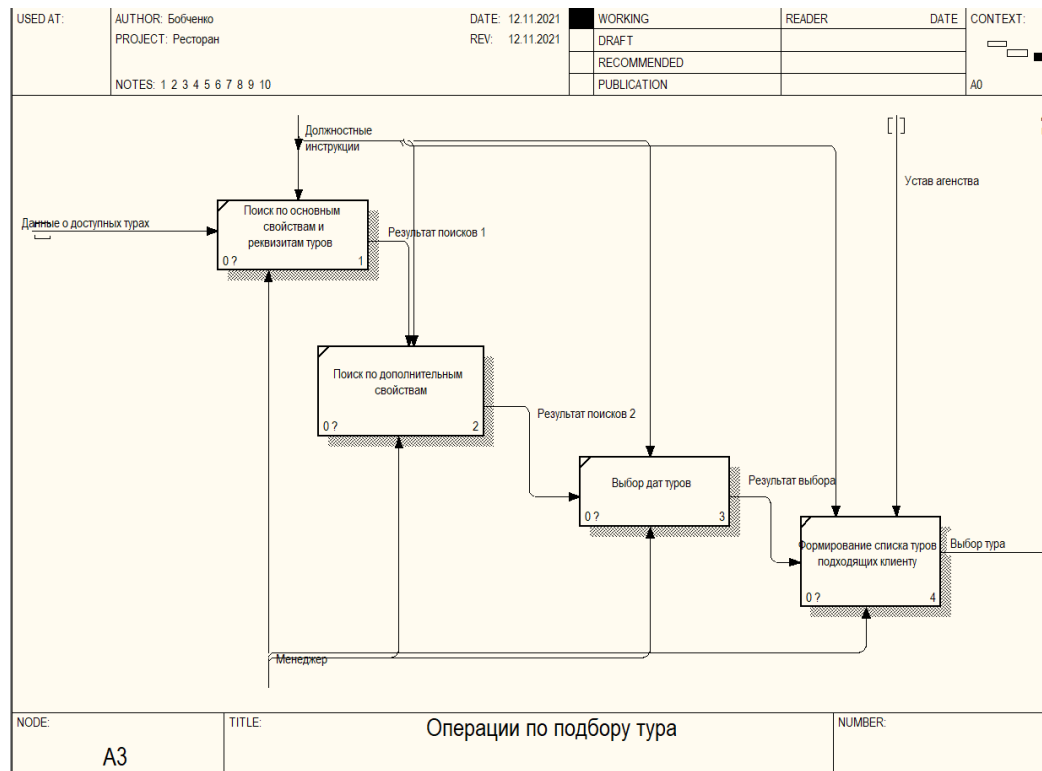 USED AT:
AUTHOR: Бобченко
DATE: 12.11.2021
WORKING
READER
DATE
CONTEXT:
PROJECT: Ресторан
REV: 12.11.2021
DRAFT
RECOMMENDED
NOTES: 1 2 3 4 5 6 7 8 9 10
PUBLICATION
A0
Должностные
инструкции
Устав агенства
Данные о доступных турах
Поиск по основным
свойствам и
реквизитам туров
0 ?
1
Результат поисков 1
Поиск по дополнительным
свойствам
0 ?
2
Результат поисков 2
Выбор дат туров
0 ?
3
Результат выбора
Формирование списка туров
подходящих клиенту
0 ?
4
Выбор тура
Менеджер
NODE:
A3
TITLE:
Операции по подбору тура
NUMBER: